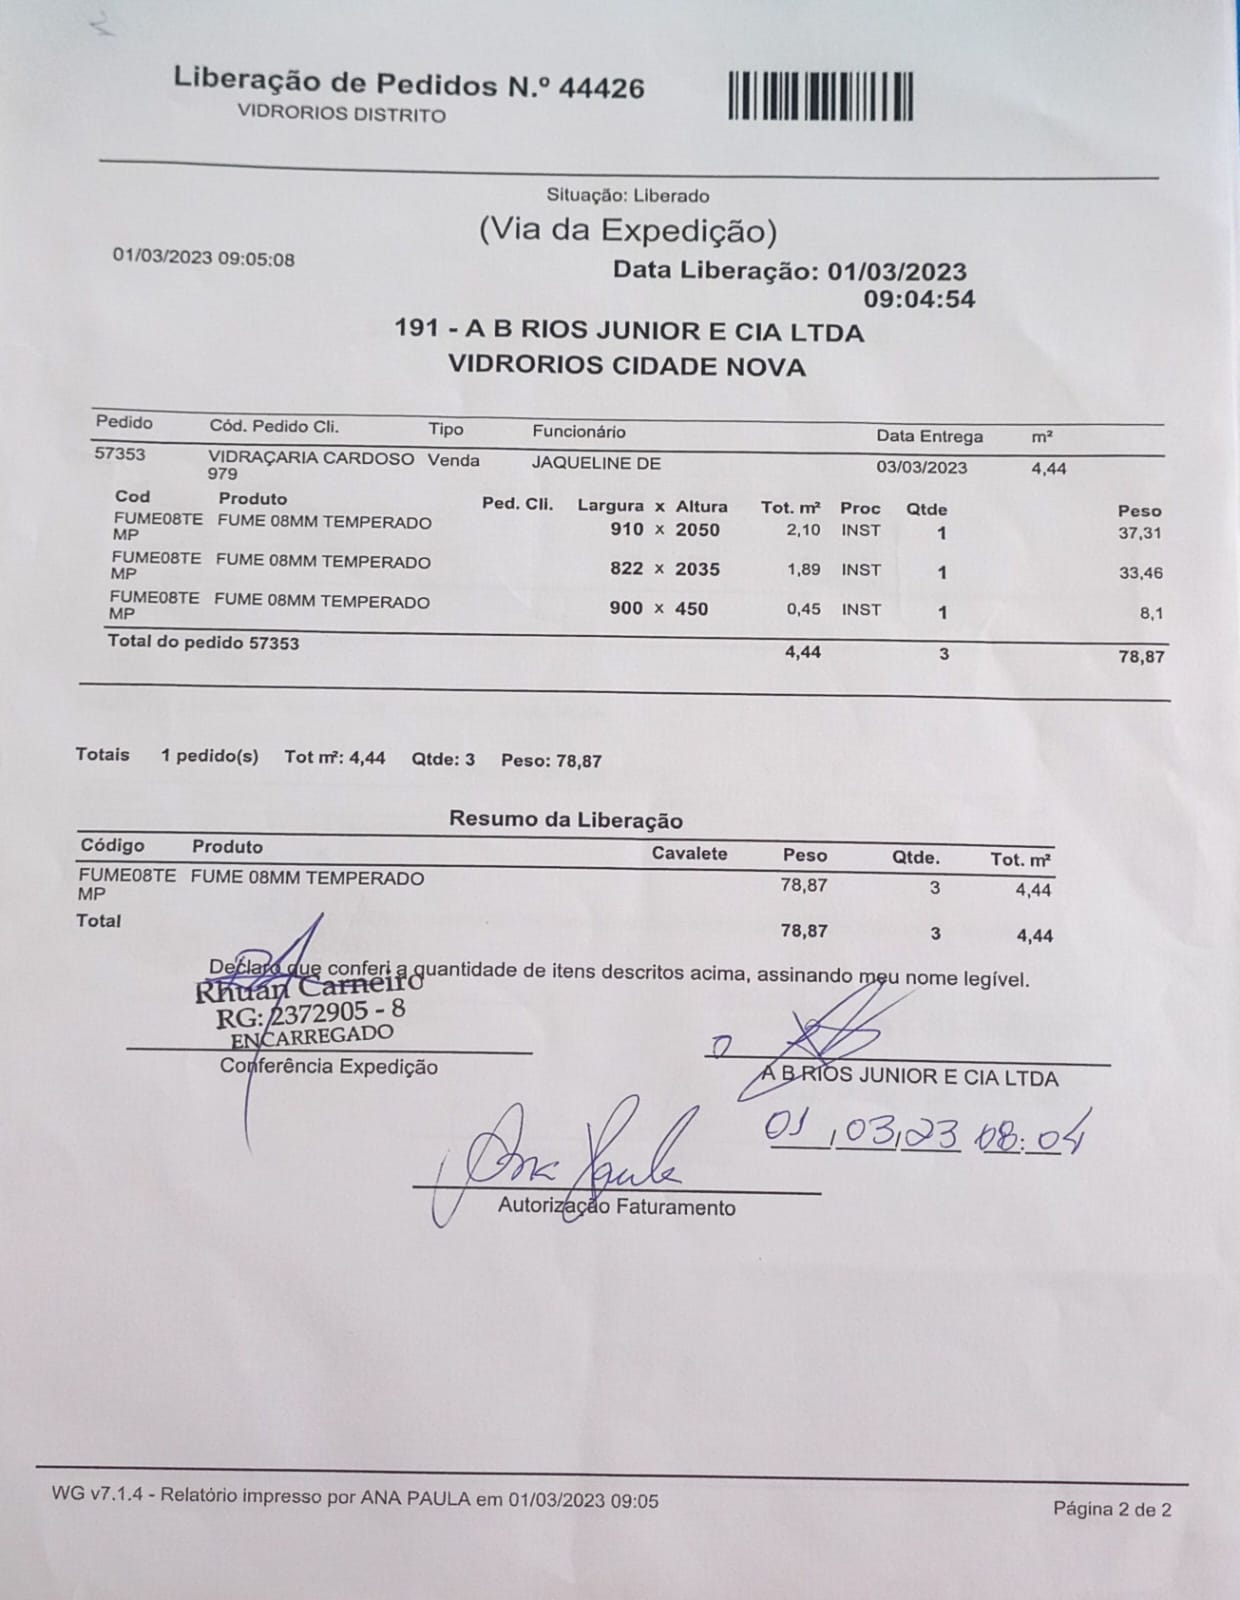 Liberação de Pedidos N.º 44426
VIDRORIOS DISTRITO
Situação: Liberado
(Via da Expedição)
01/03/2023 09:05:08
Data Liberação: 01/03/2023
09:04:54
191 - A B RIOS JUNIOR E CIA LTDA
VIDRORIOS CIDADE NOVA
Pedido Cód. Pedido Cli. Tipo Funcionário Data Entrega m²
57353 VIDRAÇARIA CARDOSO Venda JAQUELINE DE 03/03/2023 4,44
979
Cod Produto Ped. Cli. Largura x Altura Tot. m² Proc Qtde Peso
FUME08TE FUME 08MM TEMPERADO 910 x 2050 2,10 INST 1 37,31
MP
FUME08TE FUME 08MM TEMPERADO 822 x 2035 1,89 INST 1 33,46
MP
FUME08TE FUME 08MM TEMPERADO 900 x 450 0,45 INST 1 8,1
MP
Total do pedido 57353 4,44 3 78,87
Totais 1 pedido(s) Tot m²: 4,44 Qtde: 3 Peso: 78,87
Resumo da Liberação
Código Produto Cavalete Peso Qtde. Tot. m²
FUME08TE FUME 08MM TEMPERADO 78,87 3 4,44
MP
Total 78,87 3 4,44
Declaro que conferi a quantidade de itens descritos acima, assinando meu nome legível.
Rhuan Carneiro
RG: 2372905 - 8
ENCARREGADO
Conferência Expedição
A B RIOS JUNIOR E CIA LTDA
01/03/23 08:04
Ana Paula
Autorização Faturamento
WG v7.1.4 - Relatório impresso por ANA PAULA em 01/03/2023 09:05
Página 2 de 2